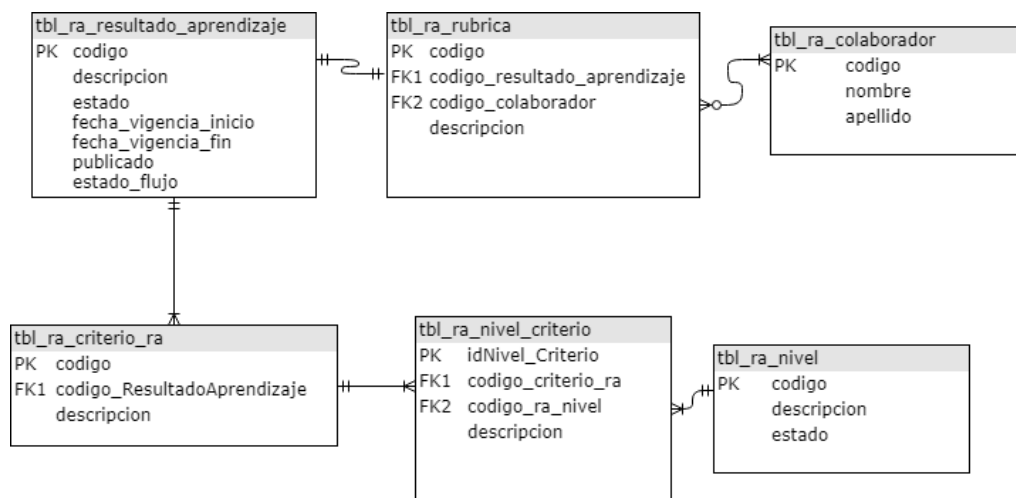 tbl_ra_resultado_aprendizaje
PK codigo
descripcion
estado
fecha_vigencia_inicio
fecha_vigencia_fin
publicado
estado_flujo
tbl_ra_rubrica
PK codigo
FK1 codigo_resultado_aprendizaje
FK2 codigo_colaborador
descripcion
tbl_ra_colaborador
PK codigo
nombre
apellido
tbl_ra_criterio_ra
PK codigo
FK1 codigo_ResultadoAprendizaje
descripcion
tbl_ra_nivel_criterio
PK idNivel_Criterio
FK1 codigo_criterio_ra
FK2 codigo_ra_nivel
descripcion
tbl_ra_nivel
PK codigo
descripcion
estado